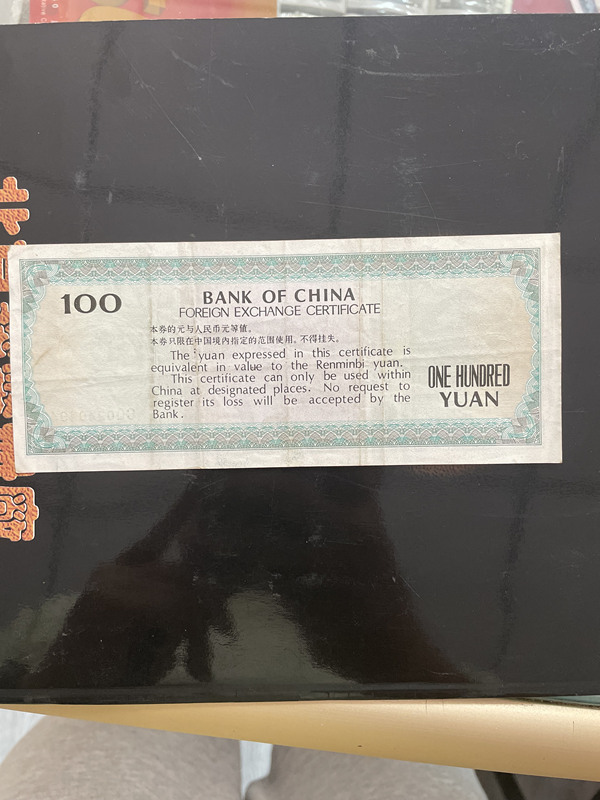 100
BANK OF CHINA
FOREIGN EXCHANGE CERTIFICATE
本券的元与人民币元等值。
本券只限在中国境内指定的范围使用,不得挂失。
The yuan expressed in this certificate is
equivalent in value to the Renminbi yuan.
This certificate can only be used within
China at designated places. No request to
register its loss will be accepted by the
Bank.
ONE HUNDRED
YUAN